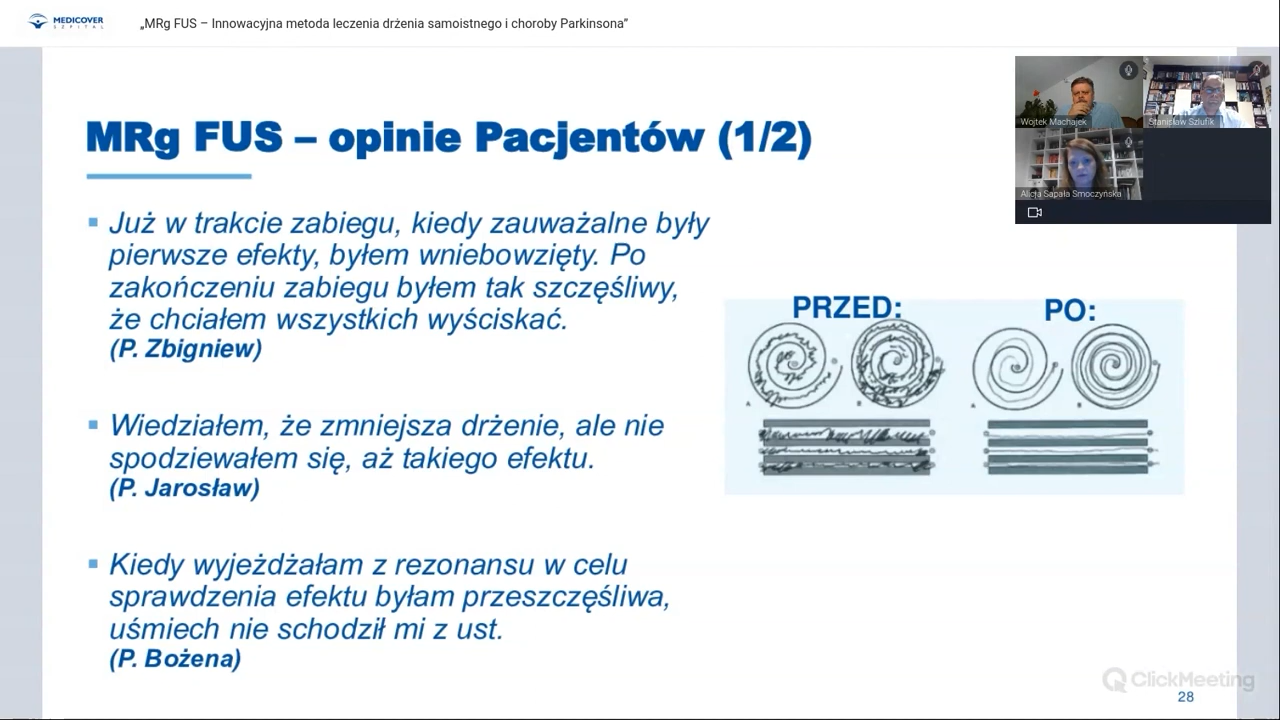 MEDICOVER
SZPITAL
„MRg FUS – Innowacyjna metoda leczenia drżenia samoistnego i choroby Parkinsona”
Wojtek Machajek
Stanisław Szlufik
Alicja Sapała Smoczyńska
MRg FUS – opinie Pacjentów (1/2)
▪ Już w trakcie zabiegu, kiedy zauważalne były
pierwsze efekty, byłem wniebowzięty. Po
zakończeniu zabiegu byłem tak szczęśliwy,
że chciałem wszystkich wyściskać.
(P. Zbigniew)
▪ Wiedziałem, że zmniejsza drżenie, ale nie
spodziewałem się, aż takiego efektu.
(P. Jarosław)
▪ Kiedy wyjeżdżałam z rezonansu w celu
sprawdzenia efektu byłam przeszczęśliwa,
uśmiech nie schodził mi z ust.
(P. Bożena)
PRZED: PO:
A B A B
ClickMeeting
28